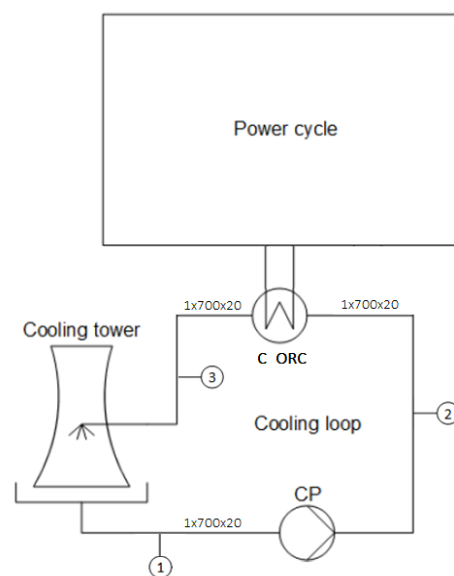 Power cycle
1x700x20
1x700x20
Cooling tower
C ORC
3
2
Cooling loop
CP
1x700x20
1